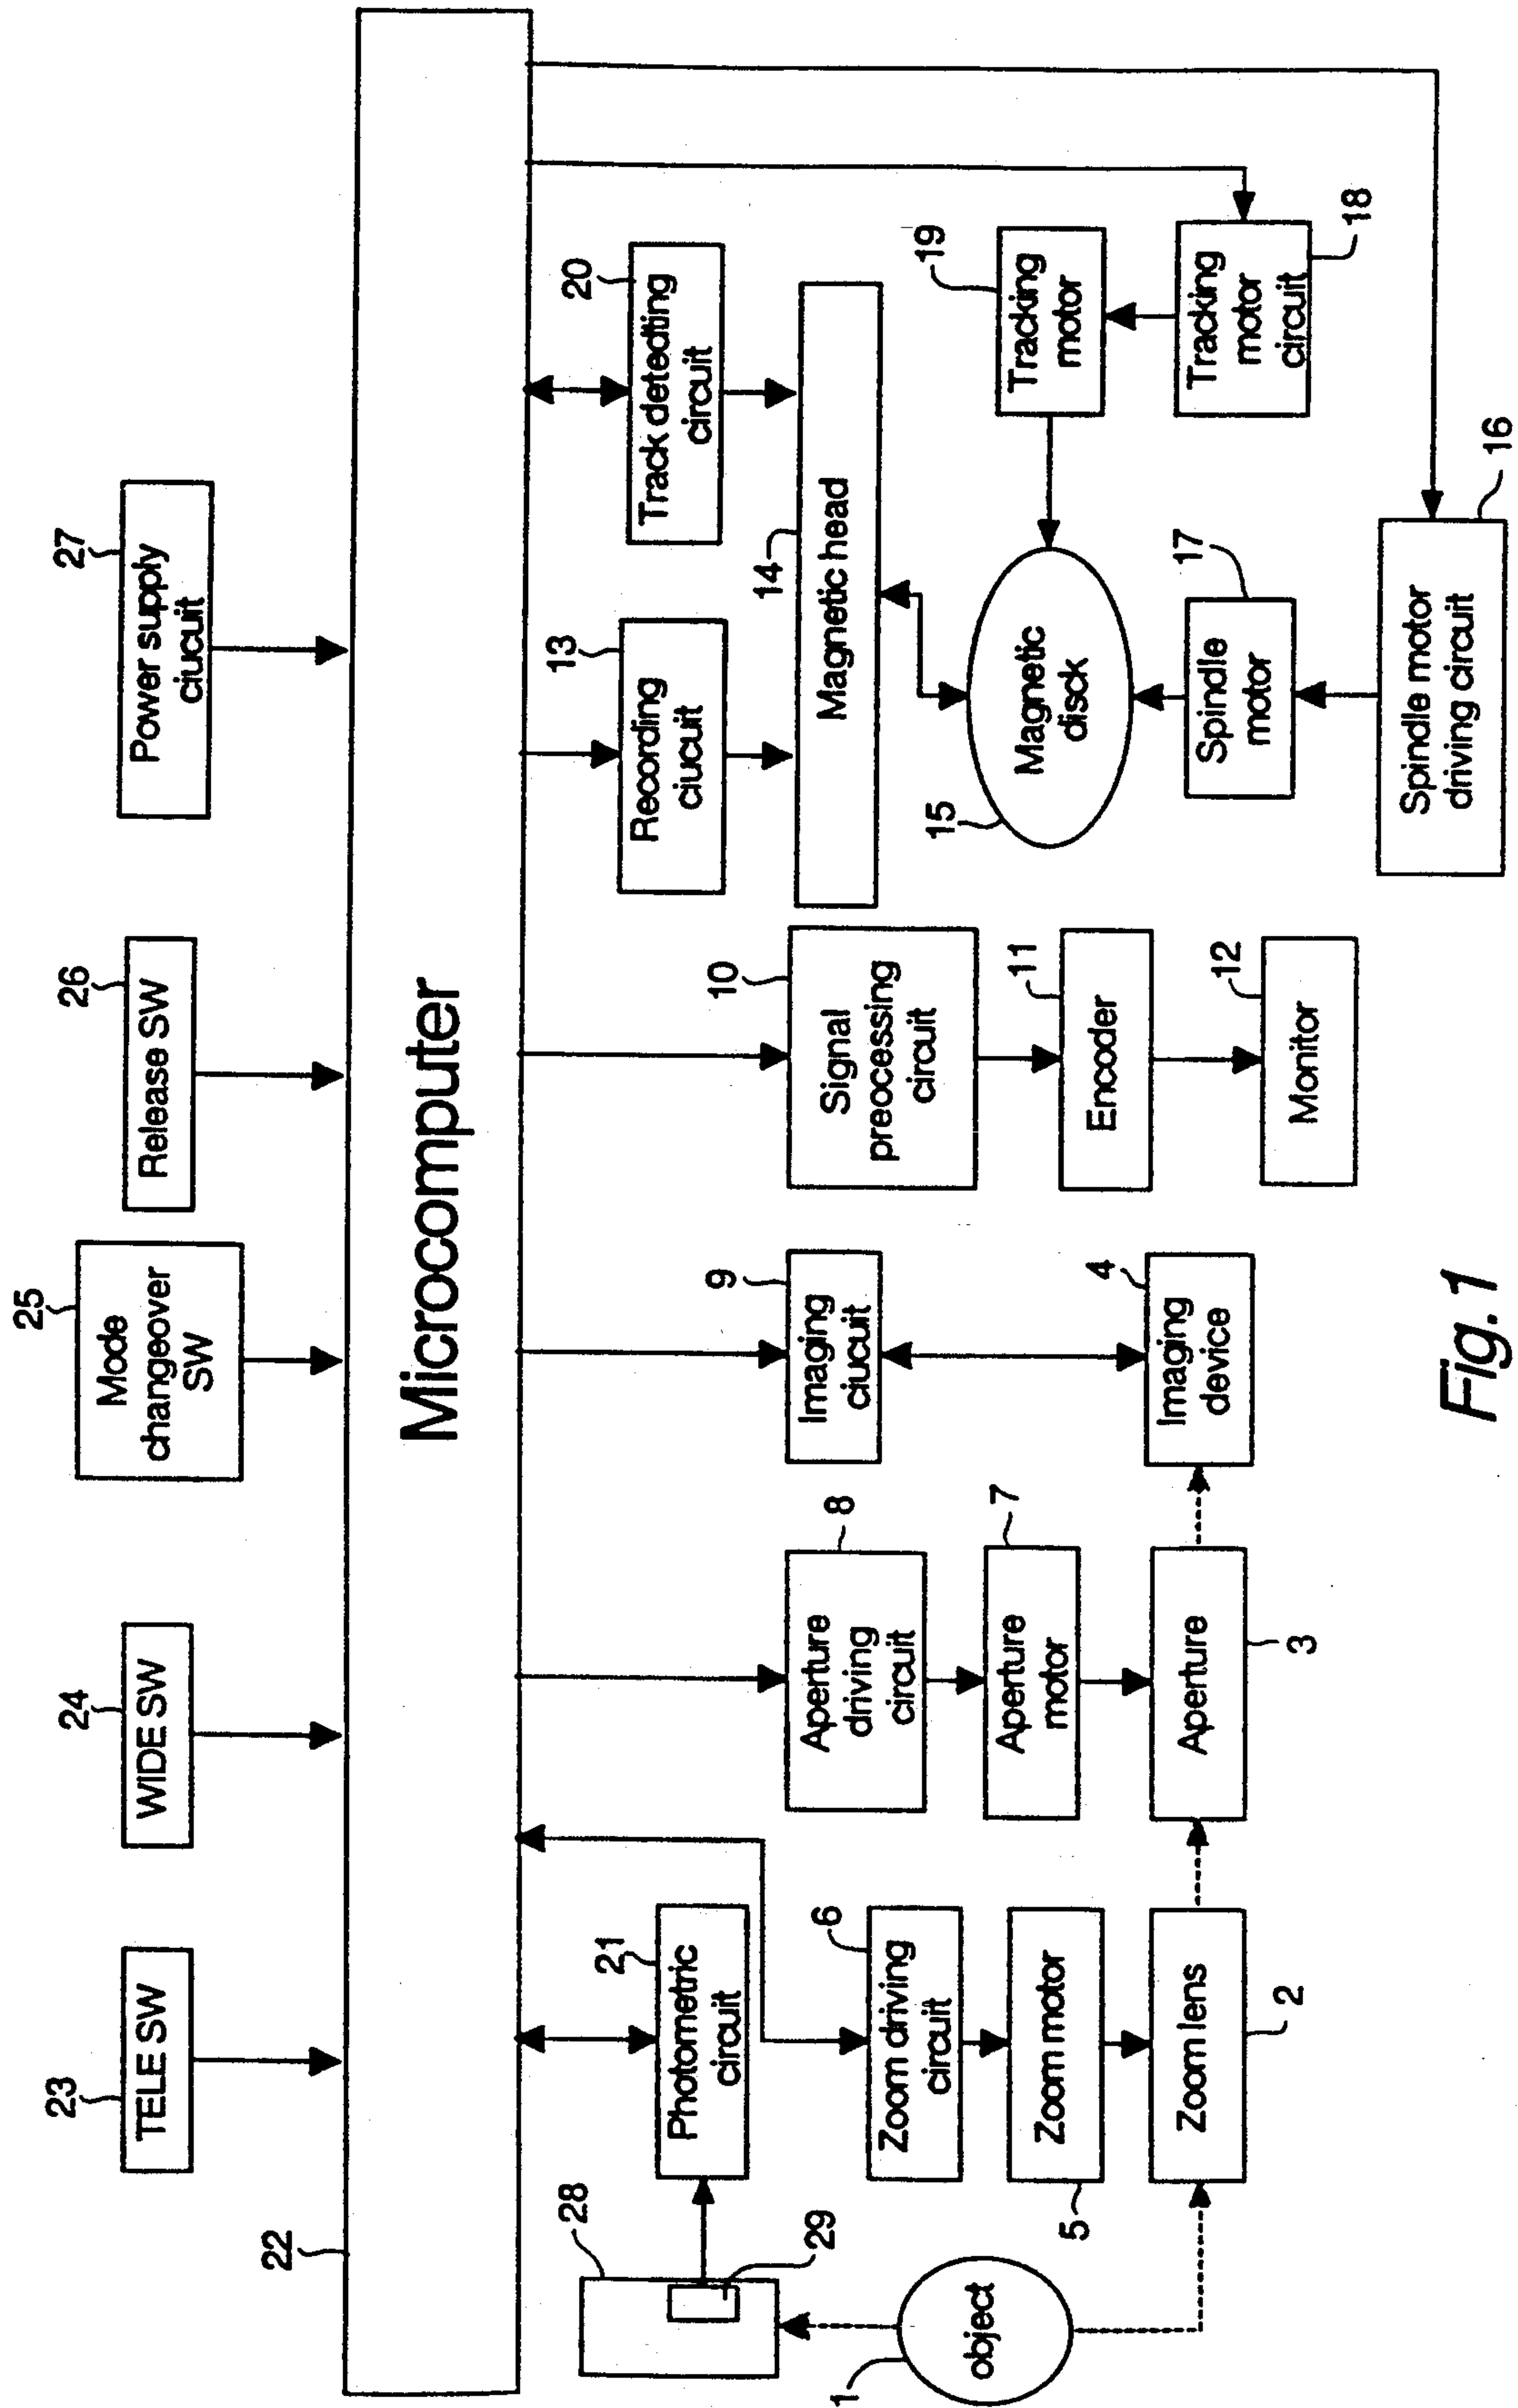 23
TELE SW
24
WIDE SW
25
Mode
changeover
SW
26
Release SW
27
Power supply
ciucuit
22
Microcomputer
28
29
21
Photometric
circuit
6
Zoom driving
circuit
Zoom motor
5
Zoom lens
2
1
object
8
Aperture
driving
circuit
7
Aperture
motor
Aperture
3
9
Imaging
ciucuit
4
Imaging
device
10
Signal
preocessing
circuit
11
Encoder
12
Monitor
13
Recording
ciucuit
20
Track detedting
circuit
14
Magnetic head
15
Magnetic
disck
19
Tracking
motor
Tracking
motor
circuit
18
17
Spindle
motor
Spindle motor
driving circuit
16
Fig.1